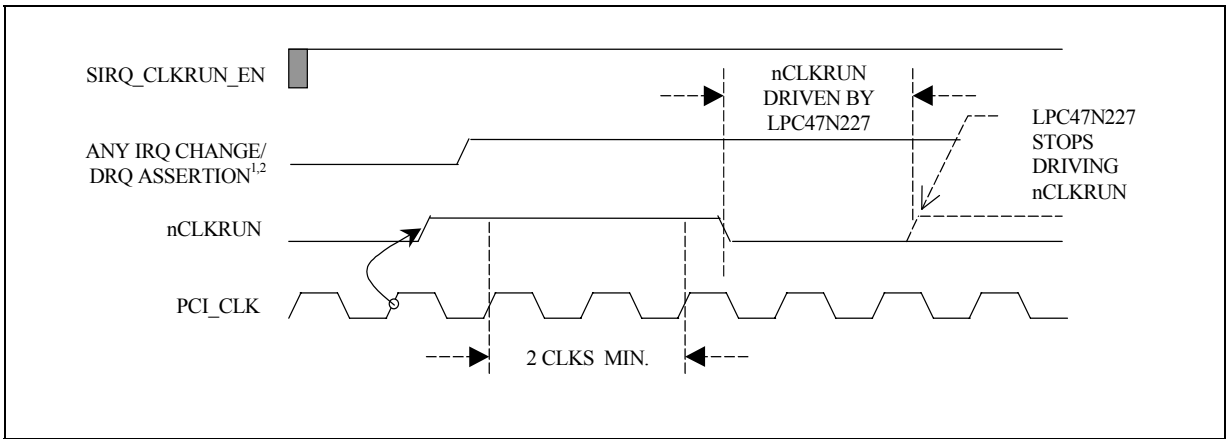 SIRQ_CLKRUN_EN
nCLKRUN
DRIVEN BY
LPC47N227
LPC47N227
STOPS
DRIVING
nCLKRUN
ANY IRQ CHANGE/
DRQ ASSERTION1,2
nCLKRUN
PCI_CLK
2 CLKS MIN.